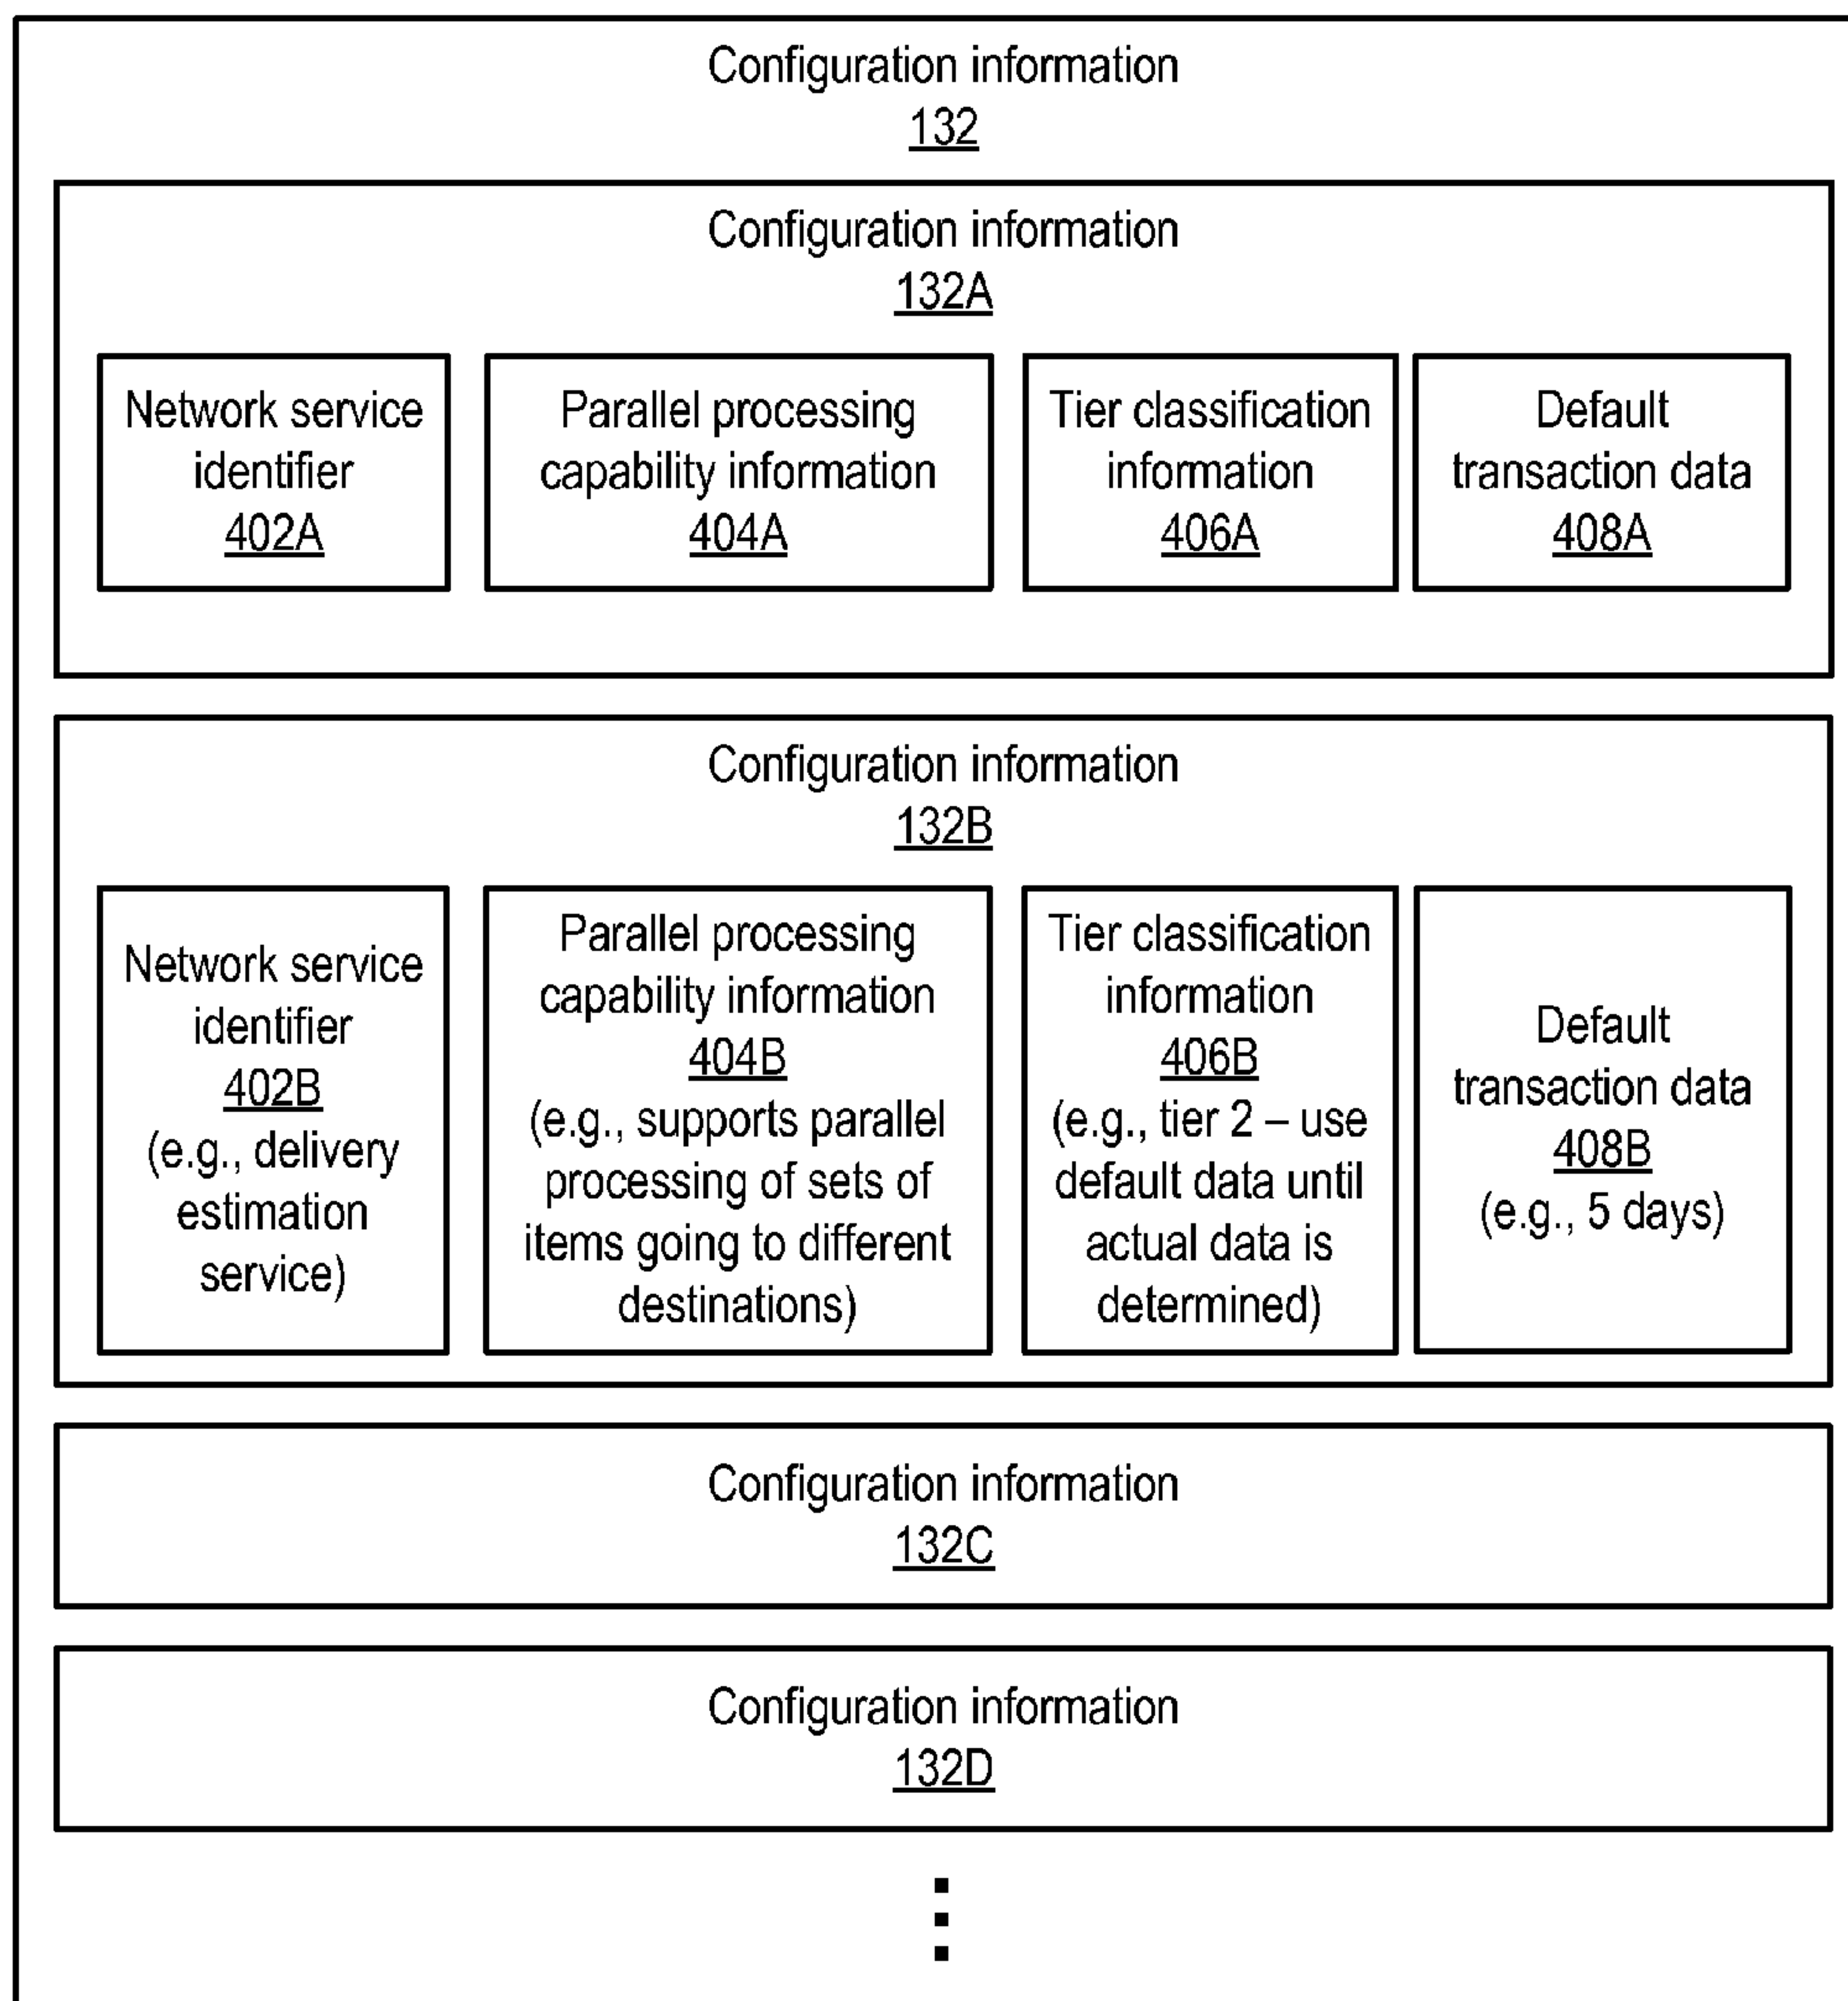 Configuration information
132
Configuration information
132A
Network service
identifier
402A
Parallel processing
capability information
404A
Tier classification
information
406A
Default
transaction data
408A
Configuration information
132B
Network service
identifier
402B
(e.g., delivery
estimation
service)
Parallel processing
capability information
404B
(e.g., supports parallel
processing of sets of
items going to different
destinations)
Tier classification
information
406B
(e.g., tier 2 – use
default data until
actual data is
determined)
Default
transaction data
408B
(e.g., 5 days)
Configuration information
132C
Configuration information
132D